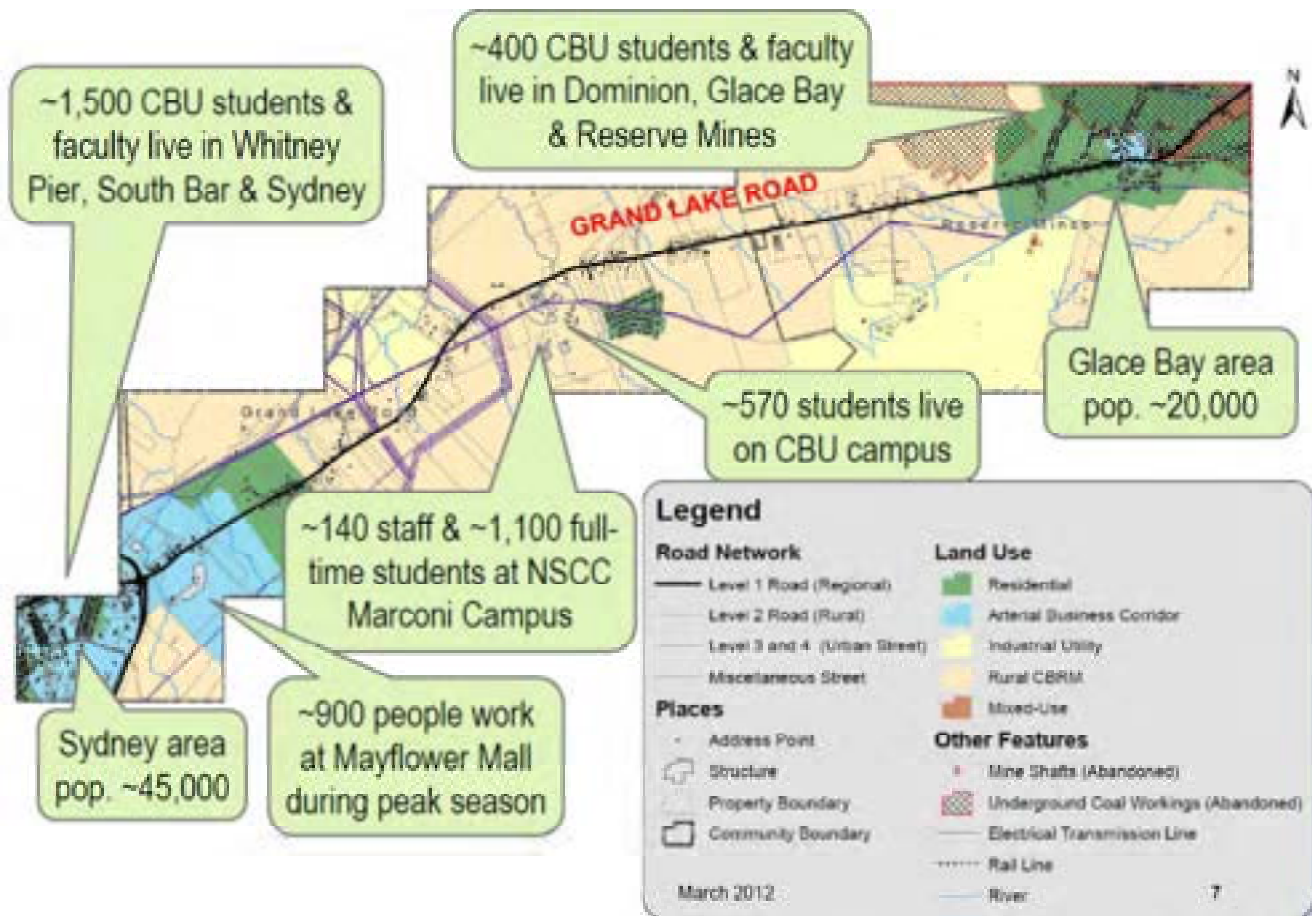 ~1,500 CBU students &
faculty live in Whitney
Pier, South Bar & Sydney
~400 CBU students & faculty
live in Dominion, Glace Bay
& Reserve Mines
N
GRAND LAKE ROAD
Reserve Mines
Grand Lake Road
Glace Bay area
pop. ~20,000
~570 students live
on CBU campus
~140 staff & ~1,100 full-
time students at NSCC
Marconi Campus
~900 people work
at Mayflower Mall
during peak season
Sydney area
pop. ~45,000
Legend
Road Network
Level 1 Road (Regional)
Level 2 Road (Rural)
Level 3 and 4 (Urban Street)
Miscellaneous Street
Places
Address Point
Structure
Property Boundary
Community Boundary
March 2012
Land Use
Residential
Arterial Business Corridor
Industrial Utility
Rural CBRM
Mixed-Use
Other Features
Mine Shafts (Abandoned)
Underground Coal Workings (Abandoned)
Electrical Transmission Line
Rail Line
River
7